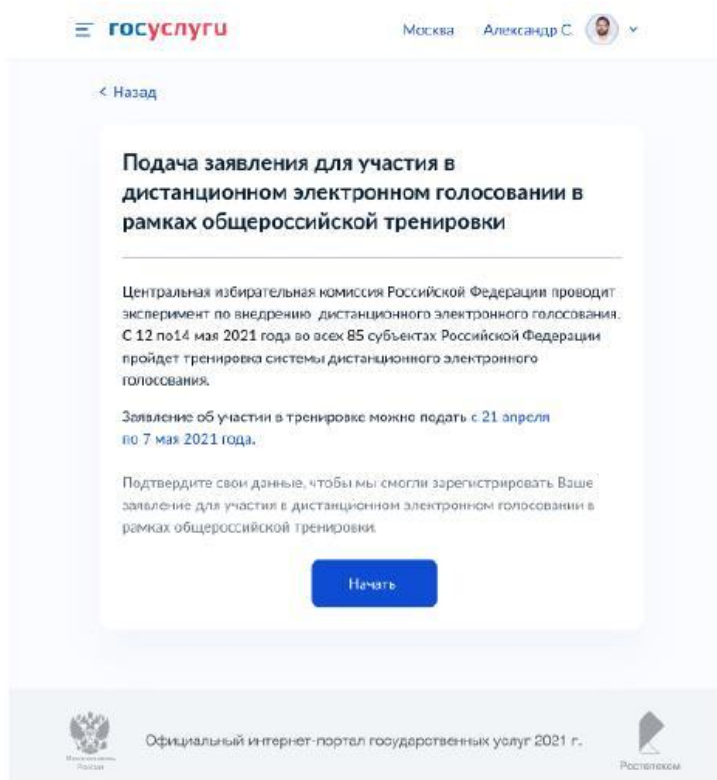 госуслуги
Москва
Александр С.
< Назад
Подача заявления для участия в
дистанционном электронном голосовании в
рамках общероссийской тренировки
Центральная избирательная комиссия Российской Федерации проводит
эксперимент по внедрению дистанционного электронного голосования.
С 12 по14 мая 2021 года во всех 85 субъектах Российской Федерации
пройдет тренировка системы дистанционного электронного
голосования.
Заявление об участии в тренировке можно подать с 21 апреля
по 7 мая 2021 года.
Подтвердите свои данные, чтобы мы смогли зарегистрировать Ваше
заявление для участия в дистанционном электронном голосовании в
рамках общероссийской тренировки.
Начать
Официальный интернет-портал государственных услуг 2021 г.
России
Ростелеком